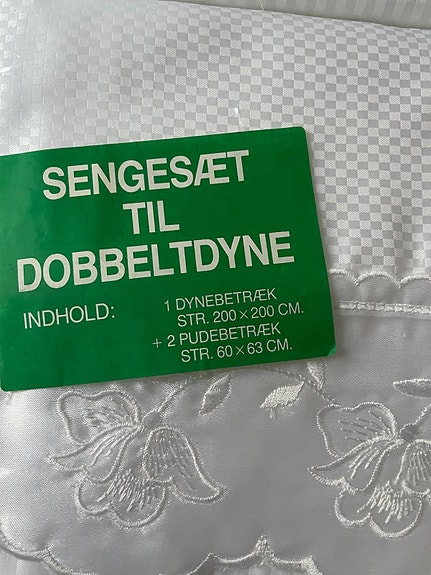 SENGESÆT
TIL
DOBBELTDYNE
INDHOLD: 1 DYNEBETRÆK
STR. 200 × 200 CM.
+ 2 PUDEBETRÆK
STR. 60 × 63 CM.